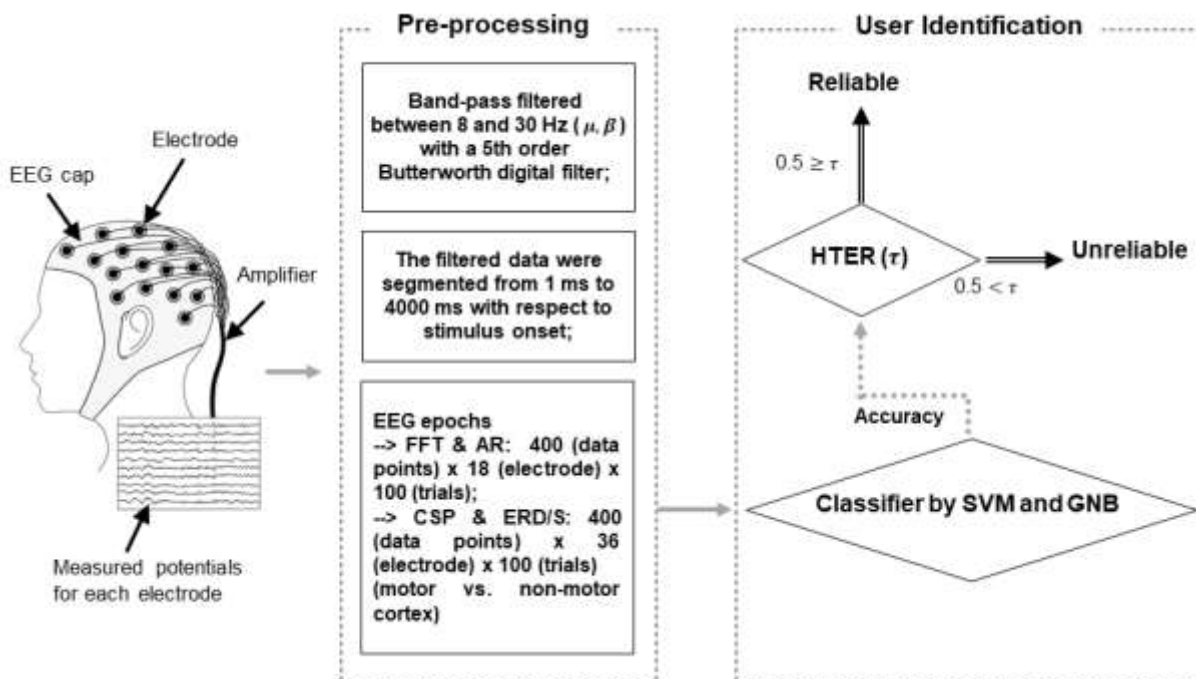 Electrode
EEG cap
Amplifier
Measured potentials
for each electrode
Pre-processing
Band-pass filtered
between 8 and 30 Hz (μ, β)
with a 5th order
Butterworth digital filter;
The filtered data were
segmented from 1 ms to
4000 ms with respect to
stimulus onset;
EEG epochs
--> FFT & AR: 400 (data
points) x 18 (electrode) x
100 (trials);
--> CSP & ERD/S: 400
(data points) x 36
(electrode) x 100 (trials)
(motor vs. non-motor
cortex)
User Identification
Reliable
0.5 ≥ τ
HTER (τ)
Unreliable
0.5 < τ
Accuracy
Classifier by SVM and GNB